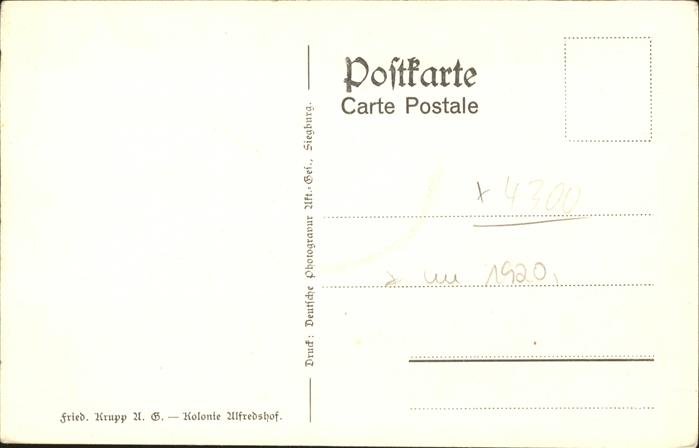 Postkarte
Carte Postale
Druck: Deutsche Photogravur Akt.-Ges., Siegburg.
4300
um 1920.
Fried. Krupp A. G. — Kolonie Alfredshof.